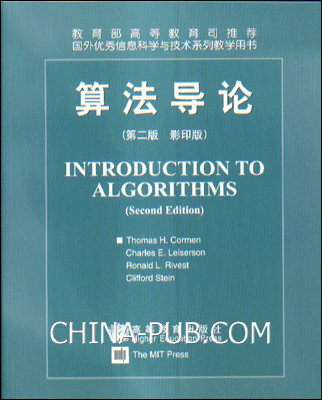 教育部高等教育司推荐
国外优秀信息科学与技术系列教学用书
算法导论
(第二版 影印版)
INTRODUCTION TO
ALGORITHMS
(Second Edition)
Thomas H. Cormen
Charles E. Leiserson
Ronald L. Rivest
Clifford Stein
CHINA-PUB.COM
高等教育出版社
Higher Education Press
The MIT Press